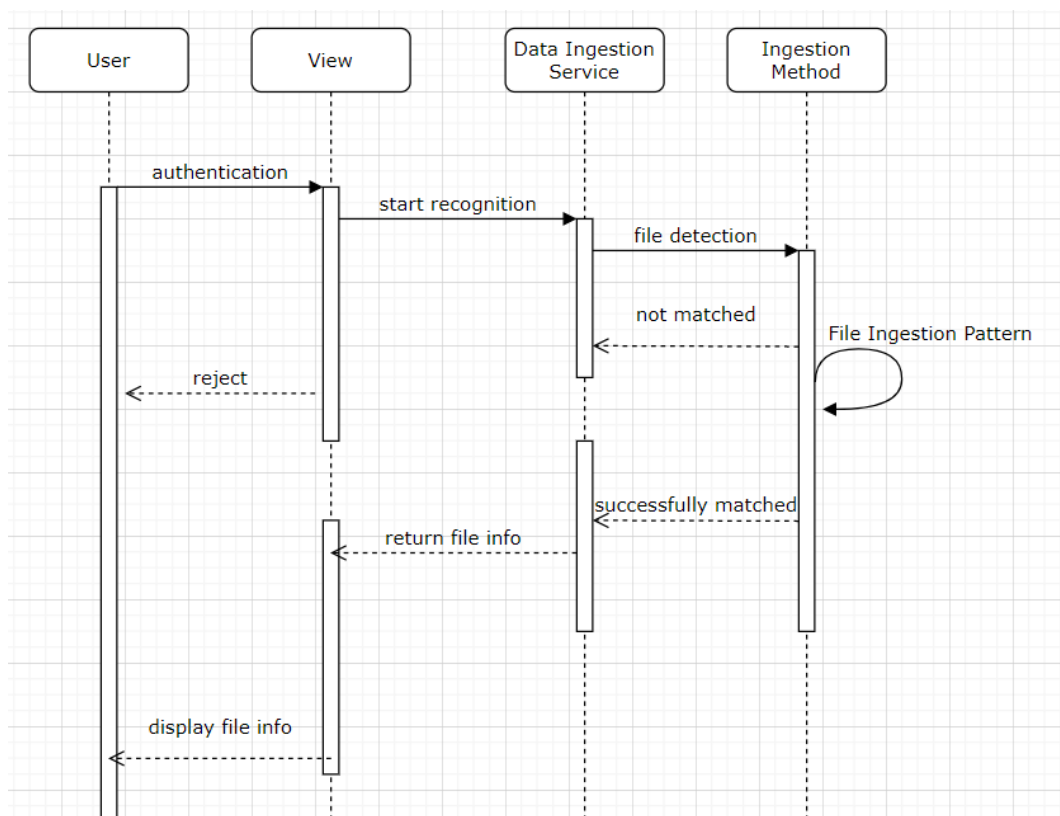 User
View
Data Ingestion
Service
Ingestion
Method
authentication
start recognition
file detection
not matched
File Ingestion Pattern
reject
successfully matched
return file info
display file info